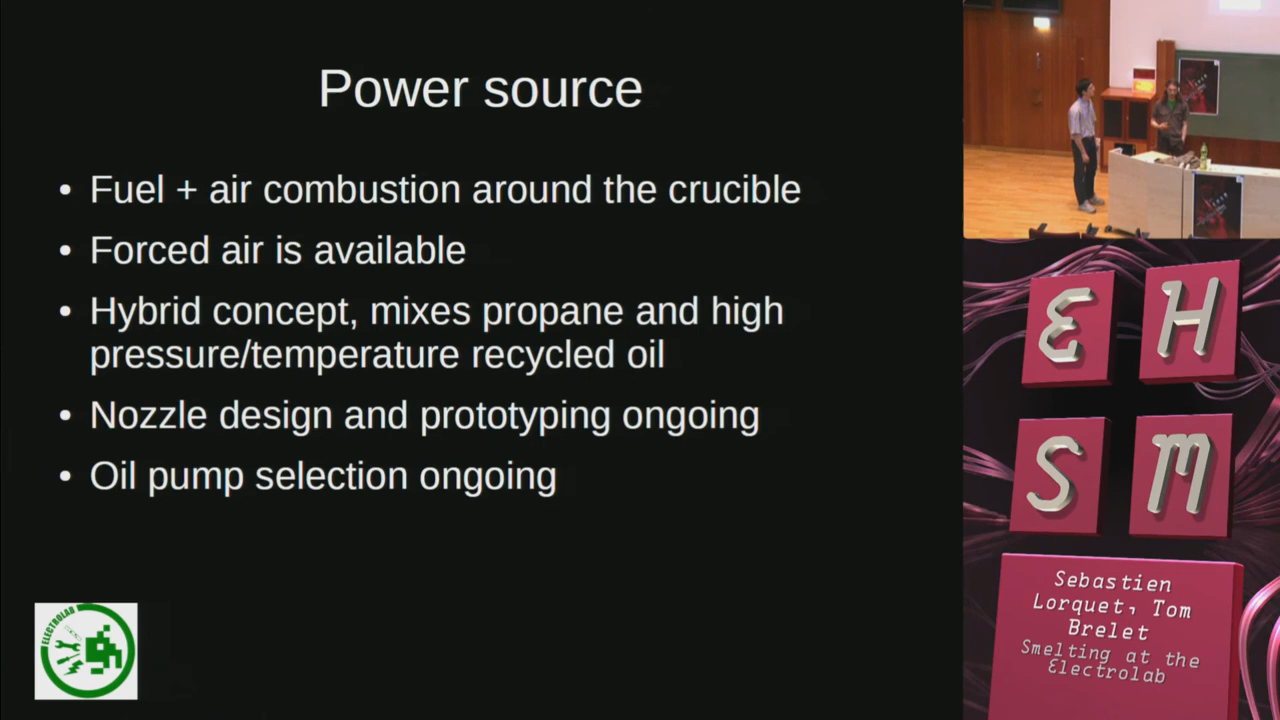 Power source
• Fuel + air combustion around the crucible
• Forced air is available
• Hybrid concept, mixes propane and high
pressure/temperature recycled oil
• Nozzle design and prototyping ongoing
• Oil pump selection ongoing
ELECTROLAB
E H
S M
Sebastien
Lorquet, Tom
Brelet
Smelting at the
Electrolab